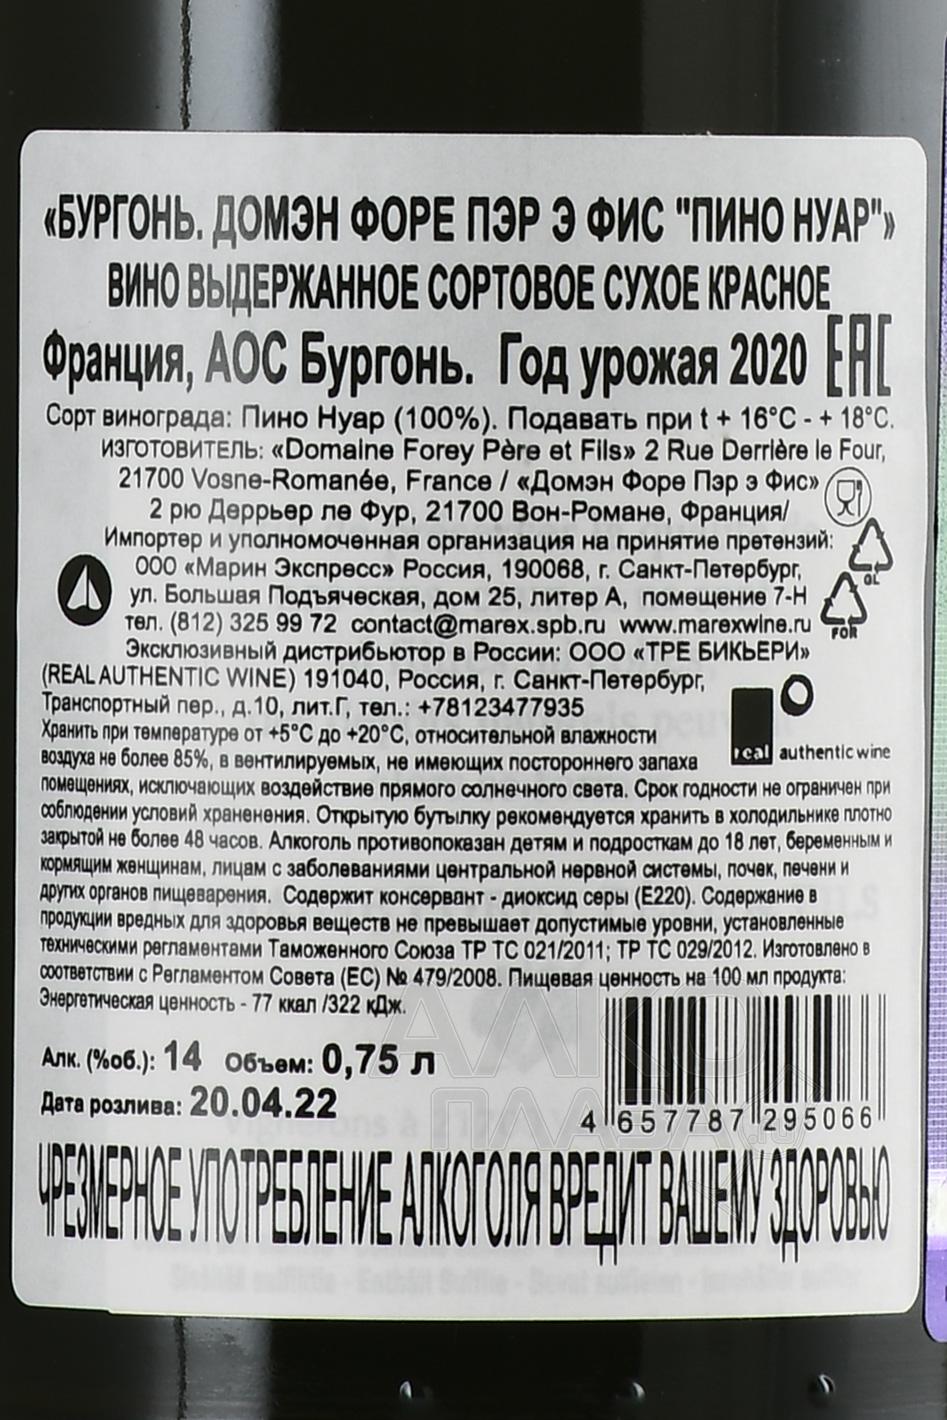 «БУРГОНЬ. ДОМЭН ФОРЕ ПЭР Э ФИС "ПИНО НУАР"»
ВИНО ВЫДЕРЖАННОЕ СОРТОВОЕ СУХОЕ КРАСНОЕ
Франция, АОС Бургонь. Год урожая 2020 EAC
Сорт винограда: Пино Нуар (100%). Подавать при t + 16°C - + 18°C.
ИЗГОТОВИТЕЛЬ: «Domaine Forey Père et Fils» 2 Rue Derrière le Four,
21700 Vosne-Romanée, France / «Домэн Форе Пэр э Фис»
2 рю Деррьер ле Фур, 21700 Вон-Романе, Франция/
Импортер и уполномоченная организация на принятие претензий:
ООО «Марин Экспресс» Россия, 190068, г. Санкт-Петербург,
GL
ул. Большая Подъяческая, дом 25, литер А, помещение 7-Н
тел. (812) 325 99 72 contact@marex.spb.ru www.marexwine.ru
FOR
Эксклюзивный дистрибьютор в России: ООО «ТРЕ БИКЬЕРИ»
(REAL AUTHENTIC WINE) 191040, Россия, г. Санкт-Петербург,
Транспортный пер., д.10, лит.Г, тел.: +78123477935
Хранить при температуре от +5°C до +20°C, относительной влажности
real authentic wine
воздуха не более 85%, в вентилируемых, не имеющих постороннего запаха
помещениях, исключающих воздействие прямого солнечного света. Срок годности не ограничен при
соблюдении условий храненения. Открытую бутылку рекомендуется хранить в холодильнике плотно
закрытой не более 48 часов. Алкоголь противопоказан детям и подросткам до 18 лет, беременным и
кормящим женщинам, лицам с заболеваниями центральной нервной системы, почек, печени и
других органов пищеварения. Содержит консервант - диоксид серы (Е220). Содержание в
продукции вредных для здоровья веществ не превышает допустимые уровни, установленные
техническими регламентами Таможенного Союза ТР ТС 021/2011; ТР ТС 029/2012. Изготовлено в
соответствии с Регламентом Совета (ЕС) № 479/2008. Пищевая ценность на 100 мл продукта:
Энергетическая ценность - 77 ккал /322 кДж.
Алк. (%об.): 14 Объем: 0,75 л
Дата розлива: 20.04.22
4 657787 295066
АЛКО
ПЛАЗА.ru
ЧРЕЗМЕРНОЕ УПОТРЕБЛЕНИЕ АЛКОГОЛЯ ВРЕДИТ ВАШЕМУ ЗДОРОВЬЮ